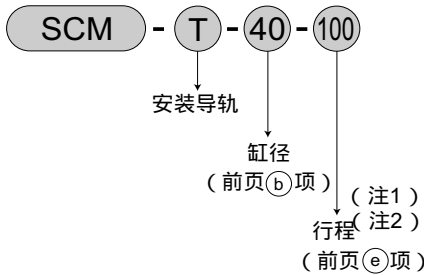 SCM - T - 40 - 100
安装导轨
缸径
（前页ⓑ项）
（注1）
（注2）
行程
（前页ⓔ项）